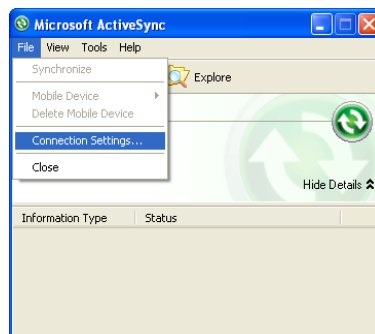 Microsoft ActiveSync
File View Tools Help
Synchronize
Explore
Mobile Device
Delete Mobile Device
Connection Settings...
Close
Hide Details
Information Type Status